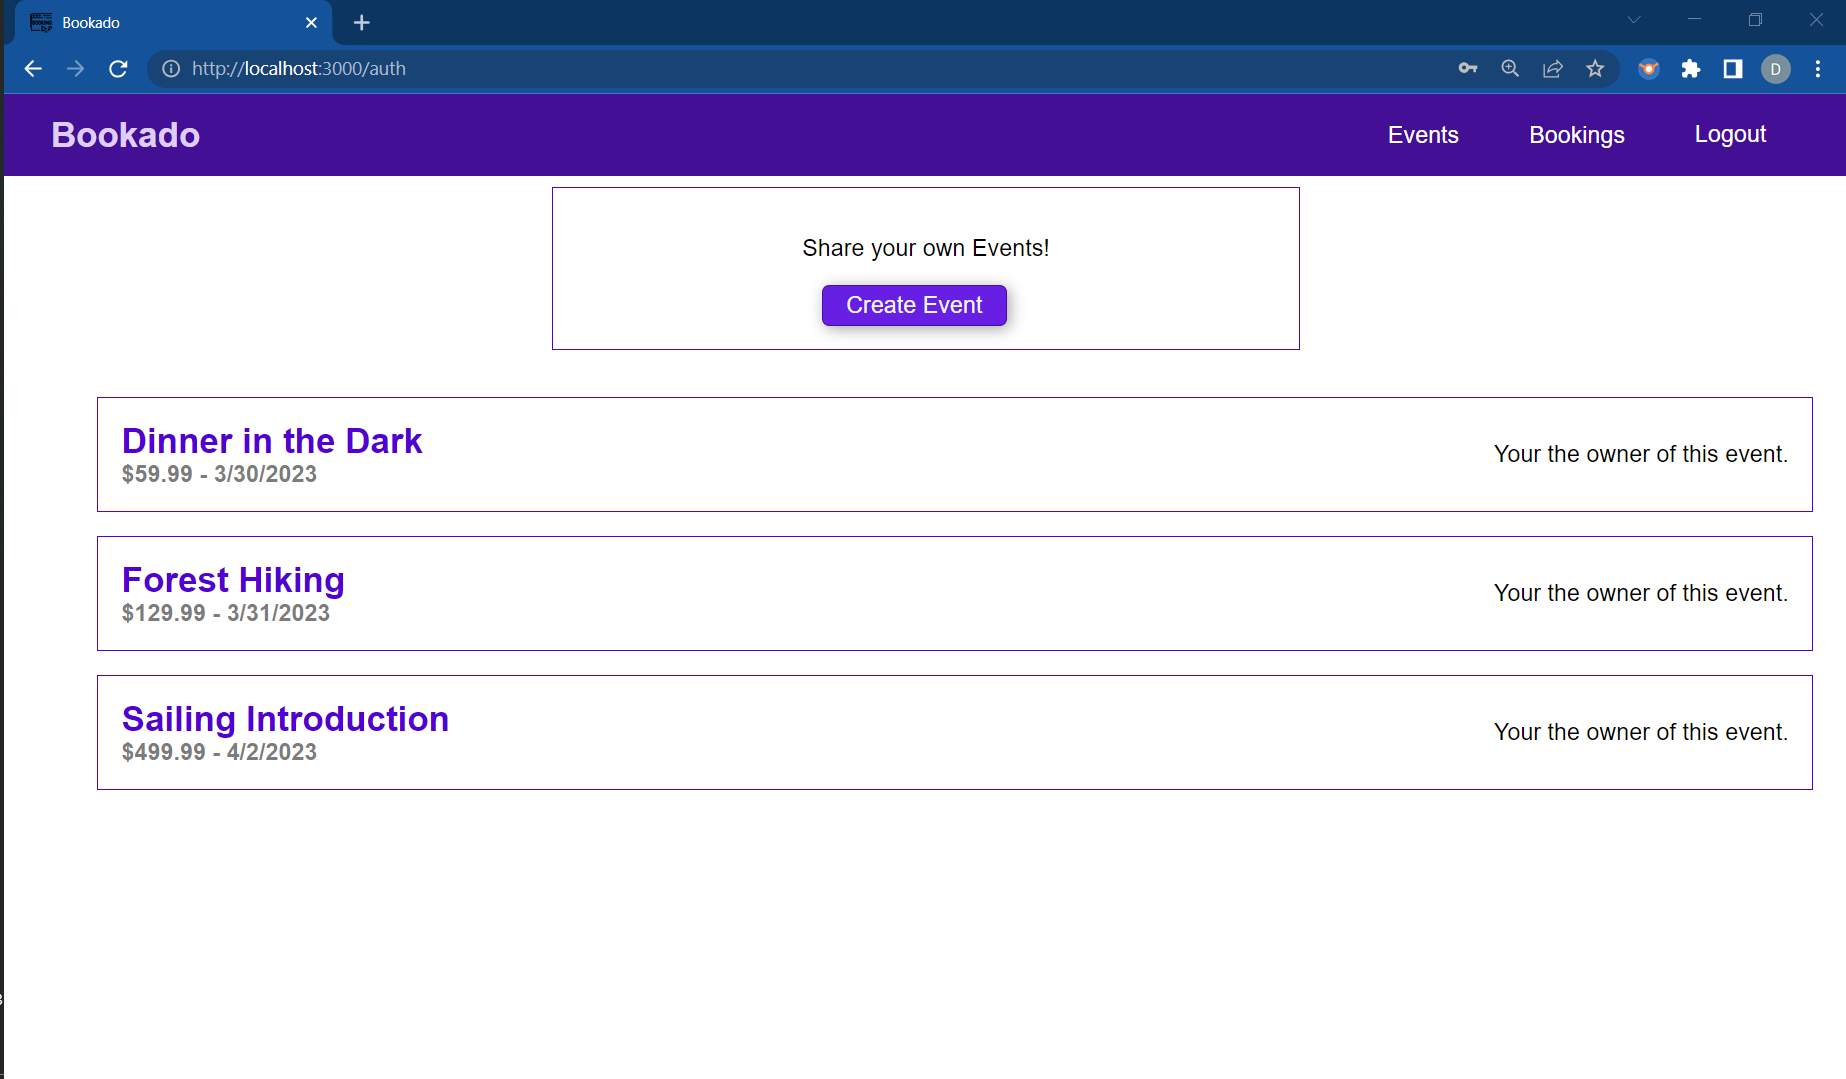 Bookado
http://localhost:3000/auth
D
Bookado
Events
Bookings
Logout
Share your own Events!
Create Event
Dinner in the Dark
$59.99 - 3/30/2023
Your the owner of this event.
Forest Hiking
$129.99 - 3/31/2023
Your the owner of this event.
Sailing Introduction
$499.99 - 4/2/2023
Your the owner of this event.